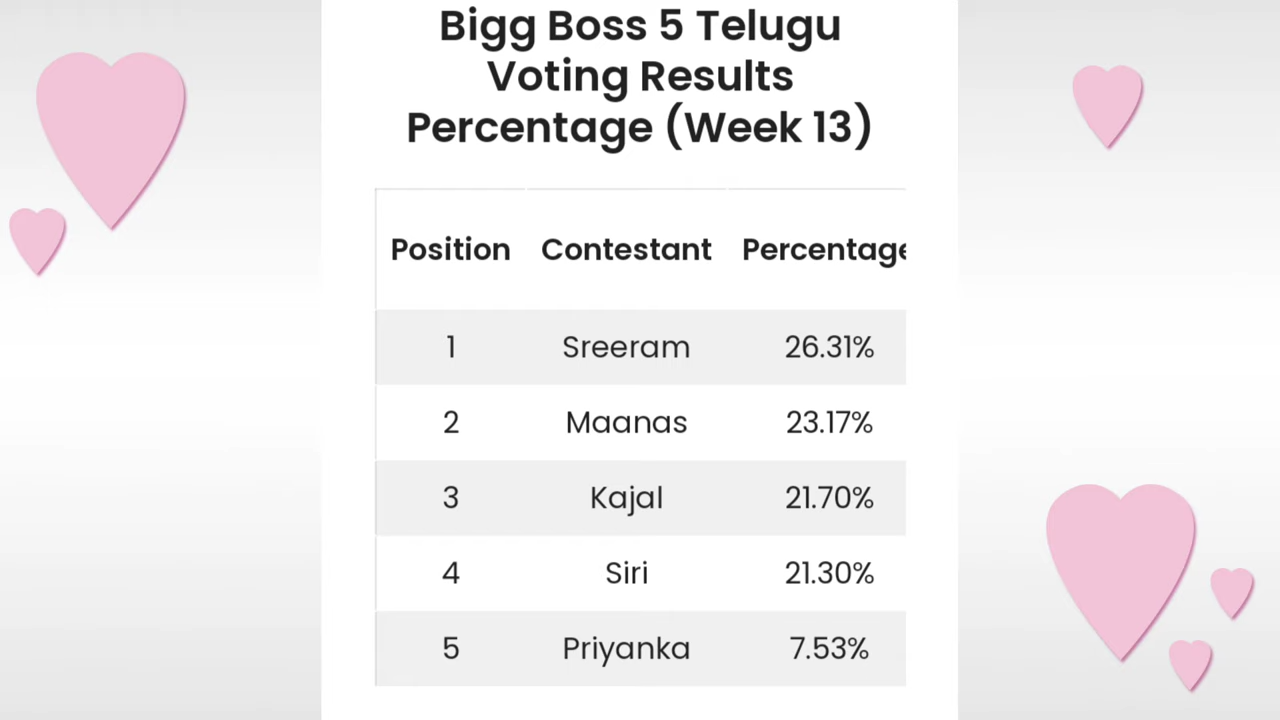 Bigg Boss 5 Telugu
Voting Results
Percentage (Week 13)
Position Contestant Percentage
1 Sreeram 26.31%
2 Maanas 23.17%
3 Kajal 21.70%
4 Siri 21.30%
5 Priyanka 7.53%